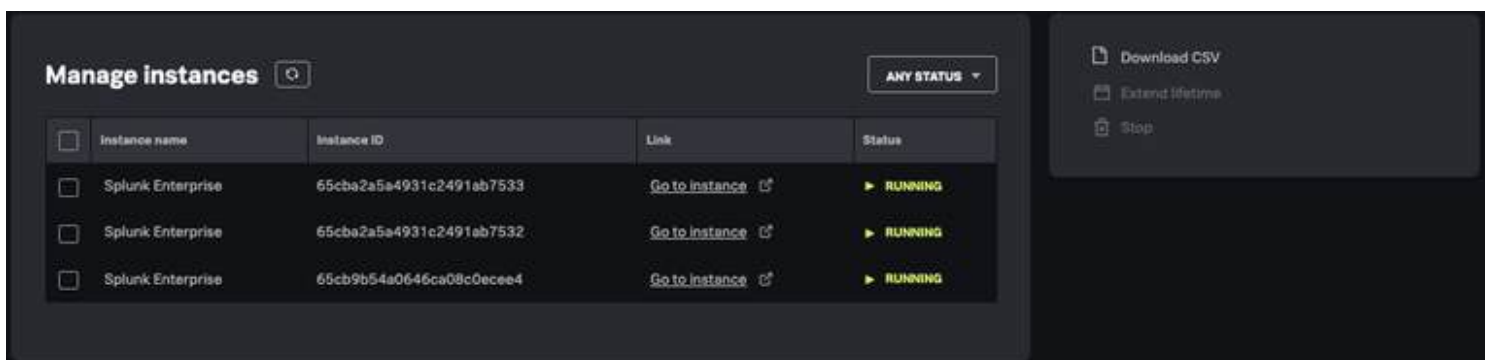 Manage instances
ANY STATUS
Instance name Instance ID Link Status
Splunk Enterprise 65cba2a5a4931c2491ab7533 Go to instance RUNNING
Splunk Enterprise 65cba2a5a4931c2491ab7532 Go to instance RUNNING
Splunk Enterprise 65cb9b54a0646ca08c0ecee4 Go to instance RUNNING
Download CSV
Extend lifetime
Stop